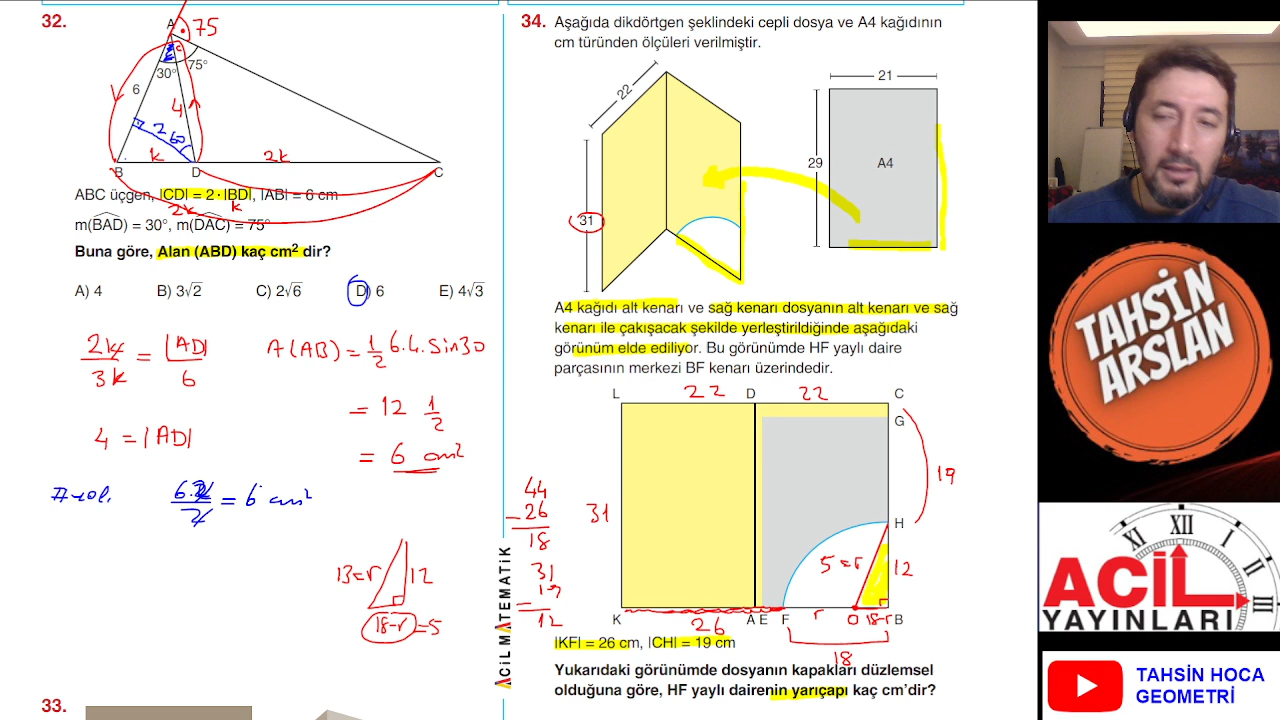 32.
A
75
75°
30°
6
4
2
60
k
2k
B
D
C
ABC üçgen, |CD| = 2·|BD|, |AB| = 6 cm
2k
k
m(BAD) = 30°, m(DAC) = 75°
Buna göre, Alan (ABD) kaç cm² dir?
A) 4 B) 3√2 C) 2√6 D) 6 E) 4√3
2k/3k = |AD|/6
4 = |AD|
A(AB) = 1/2 6.4.Sin30
= 12 1/2
= 6 cm²
II.yol.
6.2/2 = 6 cm²
13=r
12
18-r =5
33.
34. Aşağıda dikdörtgen şeklindeki cepli dosya ve A4 kağıdının
cm türünden ölçüleri verilmiştir.
22
31
21
29
A4
A4 kağıdı alt kenarı ve sağ kenarı dosyanın alt kenarı ve sağ
kenarı ile çakışacak şekilde yerleştirildiğinde aşağıdaki
görünüm elde ediliyor. Bu görünümde HF yaylı daire
parçasının merkezi BF kenarı üzerindedir.
L
22
D
22
C
G
19
31
H
5=r
12
r
18-r
K
26
A
E
F
O
B
18
44
-26
18
31
-19
12
|KF| = 26 cm, |CH| = 19 cm
Yukarıdaki görünümde dosyanın kapakları düzlemsel
olduğuna göre, HF yaylı dairenin yarıçapı kaç cm'dir?
ACİL MATEMATİK
TAHSİN
ARSLAN
XII
I
II
III
ACİL
YAYINLARI
TAHSİN HOCA
GEOMETRİ